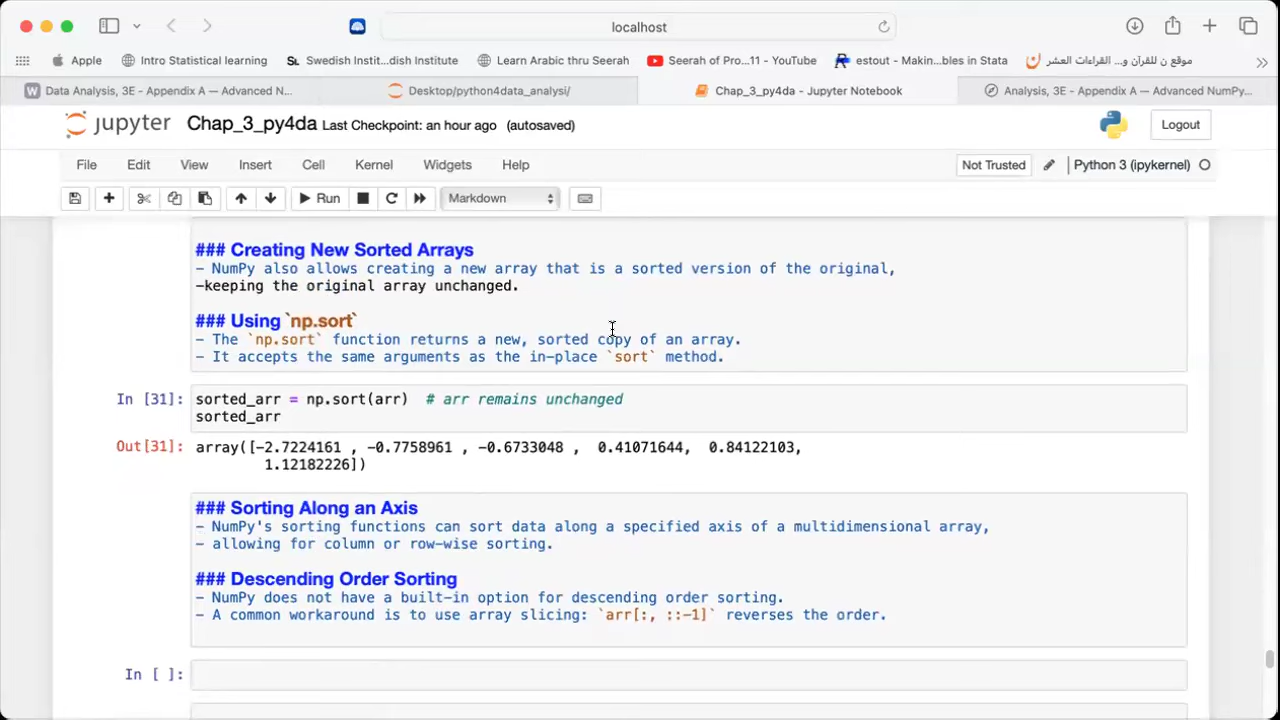 localhost
Apple
Intro Statistical learning
SL Swedish Instit...dish Institute
Learn Arabic thru Seerah
Seerah of Pro...11 - YouTube
estout - Makin...bles in Stata
موقع ن للقرآن و... القراءات العشر
W Data Analysis, 3E - Appendix A — Advanced N...
Desktop/python4data_analysi/
Chap_3_py4da - Jupyter Notebook
Analysis, 3E - Appendix A — Advanced NumPy...
jupyter Chap_3_py4da Last Checkpoint: an hour ago (autosaved)
Logout
File Edit View Insert Cell Kernel Widgets Help
Not Trusted
Python 3 (ipykernel)
Run
Markdown
### Creating New Sorted Arrays
- NumPy also allows creating a new array that is a sorted version of the original,
-keeping the original array unchanged.
### Using `np.sort`
- The `np.sort` function returns a new, sorted copy of an array.
- It accepts the same arguments as the in-place `sort` method.
In [31]: sorted_arr = np.sort(arr) # arr remains unchanged
sorted_arr
Out[31]: array([-2.7224161 , -0.7758961 , -0.6733048 , 0.41071644, 0.84122103,
1.12182226])
### Sorting Along an Axis
- NumPy's sorting functions can sort data along a specified axis of a multidimensional array,
- allowing for column or row-wise sorting.
### Descending Order Sorting
- NumPy does not have a built-in option for descending order sorting.
- A common workaround is to use array slicing: `arr[:, ::-1]` reverses the order.
In [ ]: